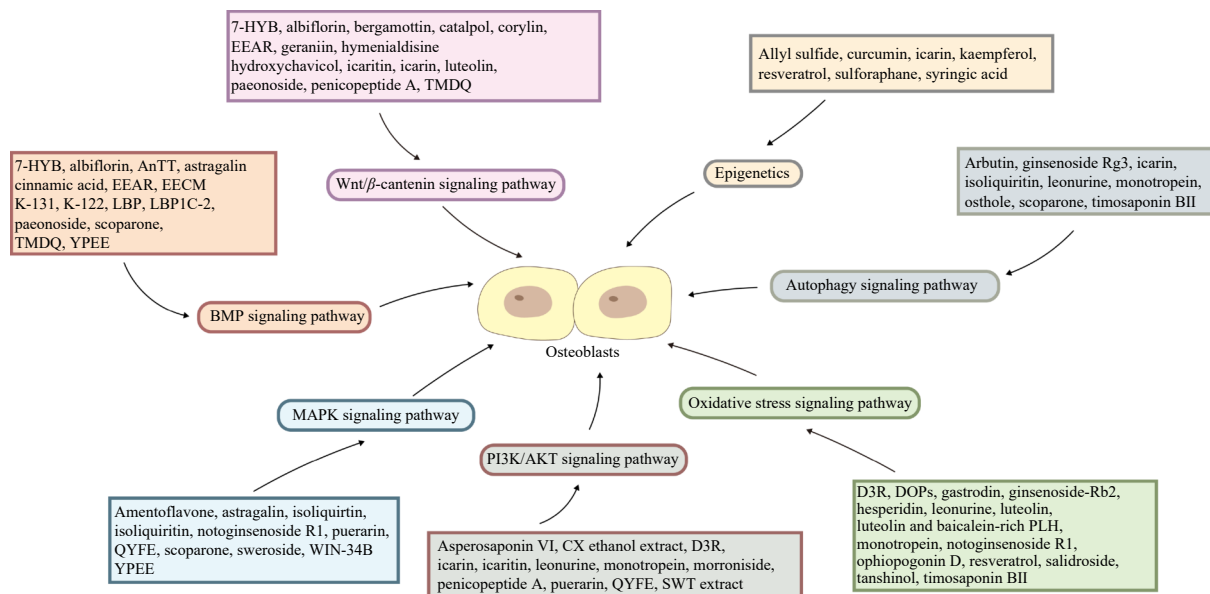 7-HYB, albiflorin, bergamottin, catalpol, corylin,
EEAR, geraniin, hymenialdisine
hydroxychavicol, icaritin, icarin, luteolin,
paeonoside, penicopeptide A, TMDQ
Allyl sulfide, curcumin, icarin, kaempferol,
resveratrol, sulforaphane, syringic acid
7-HYB, albiflorin, AnTT, astragalin
cinnamic acid, EEAR, EECM
K-131, K-122, LBP, LBP1C-2,
paeonoside, scoparone,
TMDQ, YPEE
Wnt/β-cantenin signaling pathway
Epigenetics
Arbutin, ginsenoside Rg3, icarin,
isoliquiritin, leonurine, monotropein,
osthole, scoparone, timosaponin BII
BMP signaling pathway
Autophagy signaling pathway
Osteoblasts
MAPK signaling pathway
Oxidative stress signaling pathway
PI3K/AKT signaling pathway
Amentoflavone, astragalin, isoliquirtin,
isoliquiritin, notoginsenoside R1, puerarin,
QYFE, scoparone, sweroside, WIN-34B
YPEE
Asperosaponin VI, CX ethanol extract, D3R,
icarin, icaritin, leonurine, monotropein, morroniside,
penicopeptide A, puerarin, QYFE, SWT extract
D3R, DOPs, gastrodin, ginsenoside-Rb2,
hesperidin, leonurine, luteolin,
luteolin and baicalein-rich PLH,
monotropein, notoginsenoside R1,
ophiopogonin D, resveratrol, salidroside,
tanshinol, timosaponin BII